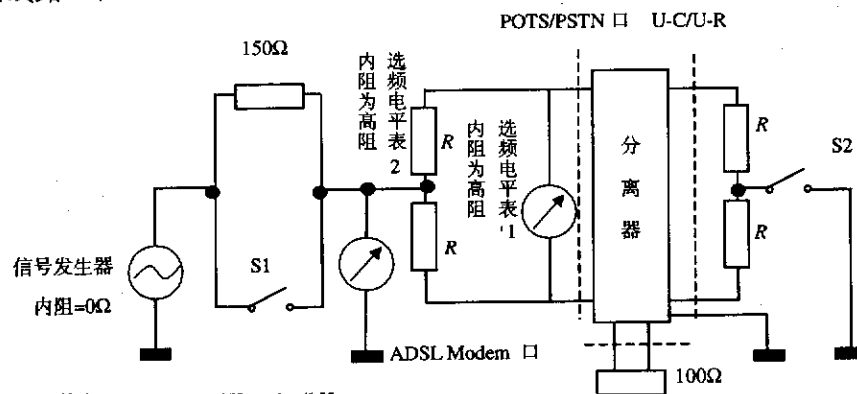 POTS/PSTN 口 U-C/U-R
150Ω
选频电平表2
内阻为高阻
R
R
选频电平表1
内阻为高阻
分离器
R
R
S2
信号发生器
内阻=0Ω
S1
ADSL Modem 口
100Ω